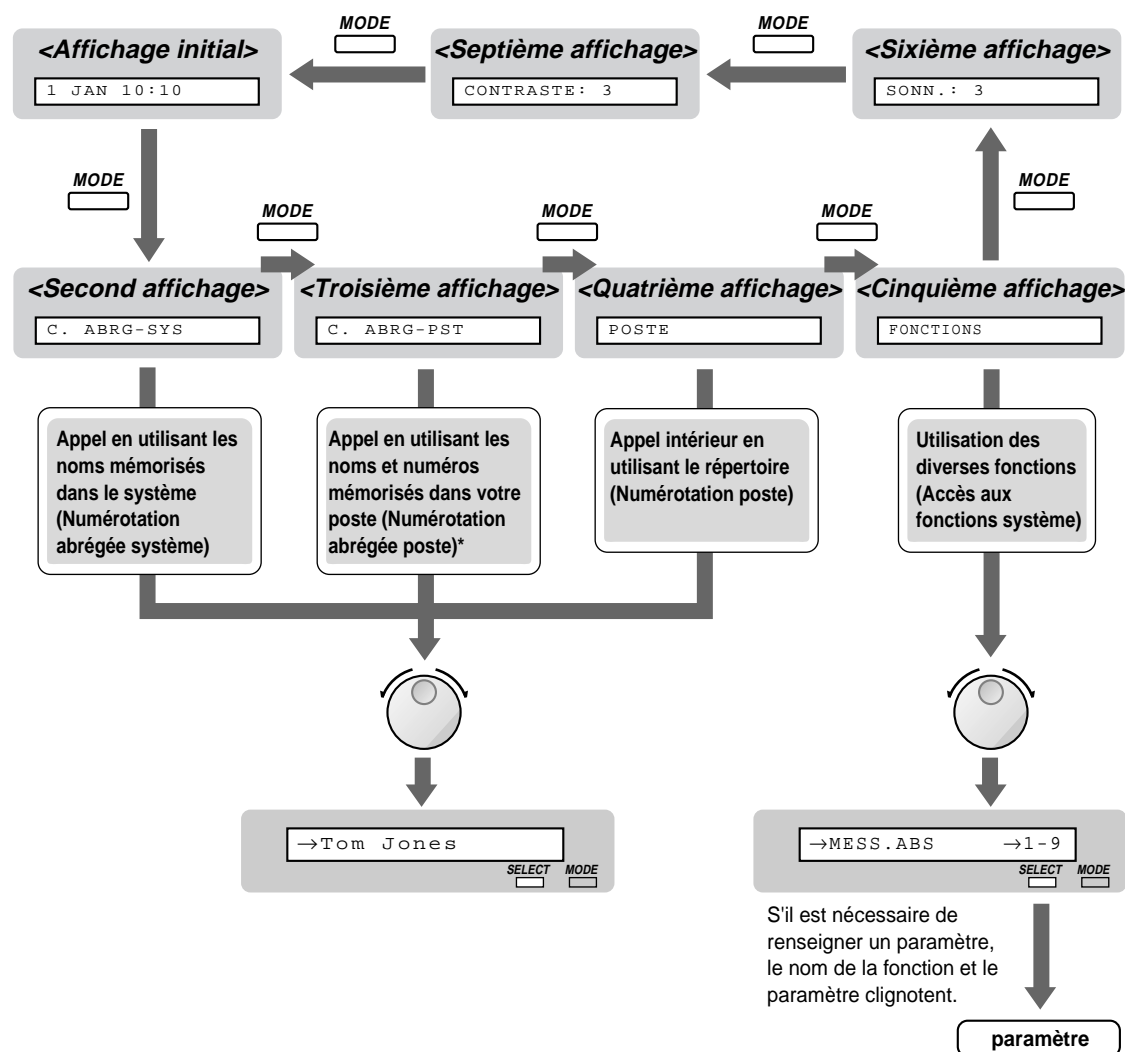 MODE
MODE
<Affichage initial>
<Septième affichage>
<Sixième affichage>
1 JAN 10:10
CONTRASTE: 3
SONN.: 3
MODE
MODE
MODE
MODE
MODE
<Second affichage>
<Troisième affichage>
<Quatrième affichage>
<Cinquième affichage>
C. ABRG-SYS
C. ABRG-PST
POSTE
FONCTIONS
Appel en utilisant les
noms mémorisés
dans le système
(Numérotation
abrégée système)
Appel en utilisant les
noms et numéros
mémorisés dans votre
poste (Numérotation
abrégée poste)*
Appel intérieur en
utilisant le répertoire
(Numérotation poste)
Utilisation des
diverses fonctions
(Accès aux
fonctions système)
→Tom Jones
SELECT MODE
→MESS.ABS →1-9
SELECT MODE
S'il est nécessaire de
renseigner un paramètre,
le nom de la fonction et le
paramètre clignotent.
paramètre